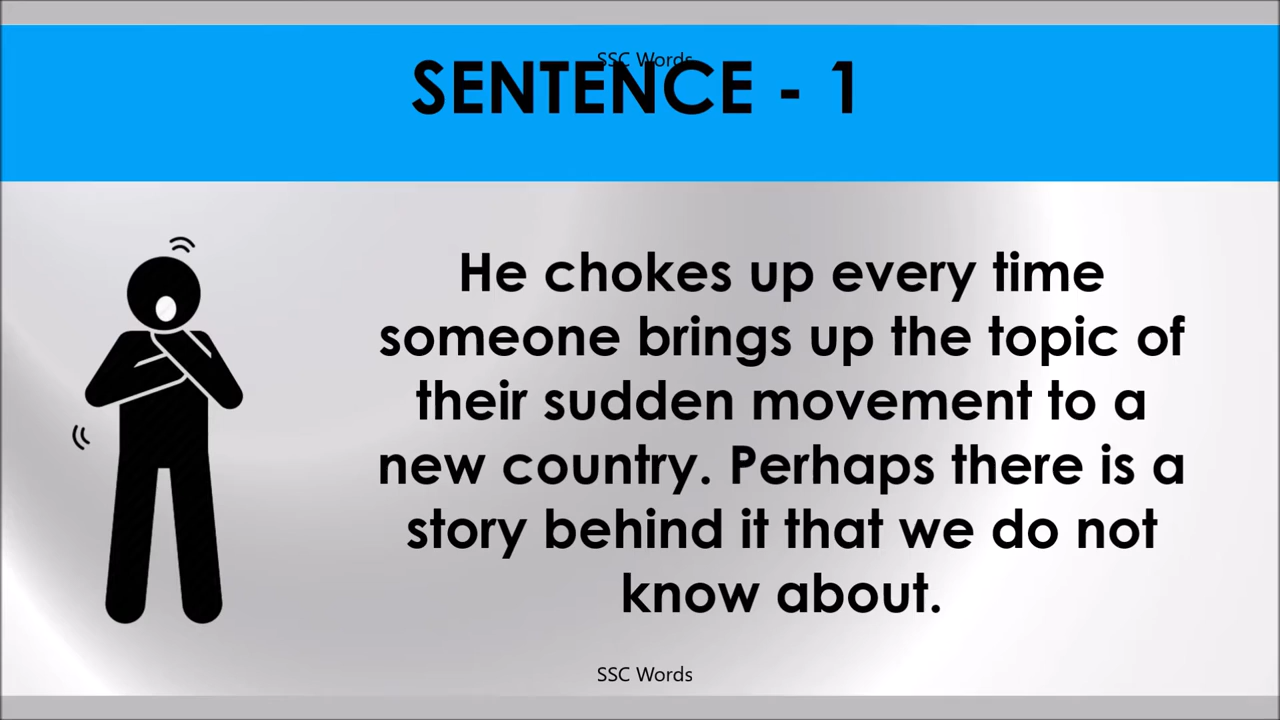 SSC Words
SENTENCE - 1
He chokes up every time
someone brings up the topic of
their sudden movement to a
new country. Perhaps there is a
story behind it that we do not
know about.
SSC Words